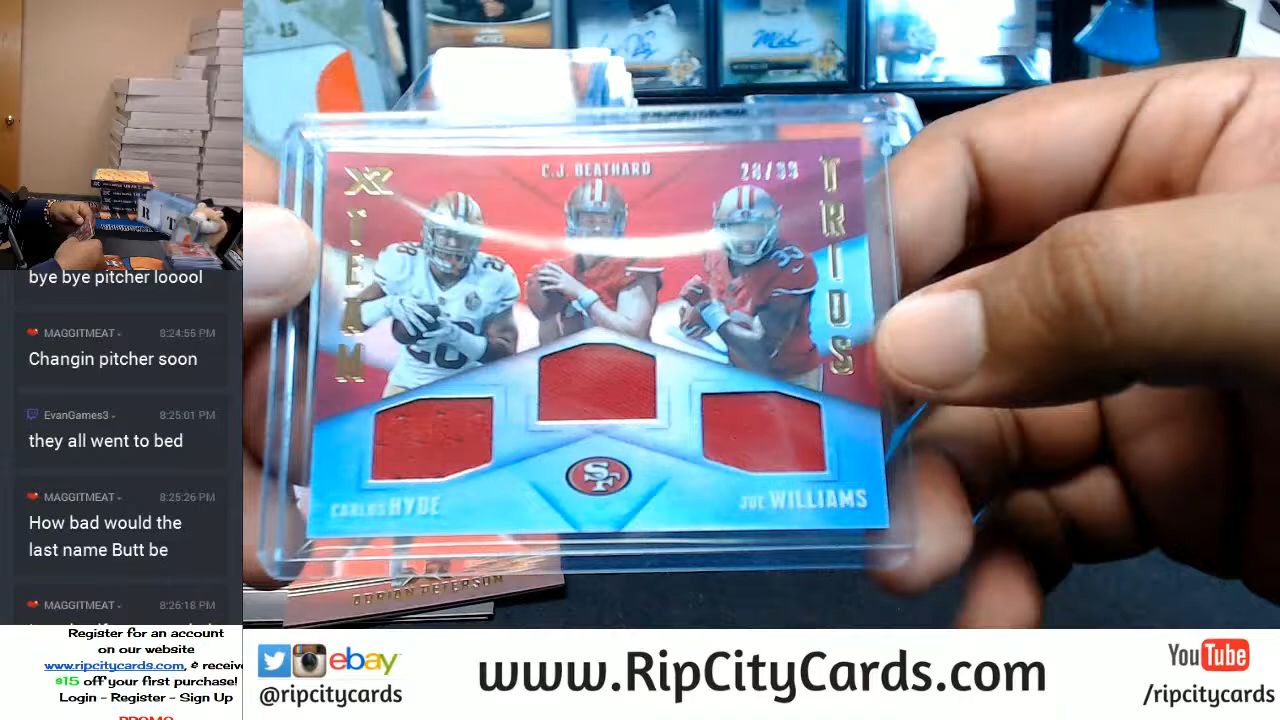 bye bye pitcher looool
MAGGITMEAT
8:24:55 PM
Changin pitcher soon
EvanGames3
8:25:01 PM
they all went to bed
MAGGITMEAT
8:25:26 PM
How bad would the
last name Butt be
MAGGITMEAT
8:26:18 PM
Register for an account
on our website
www.ripcitycards.com, & receive
$15 off your first purchase!
Login - Register - Sign Up
PROMO
XR
TEAM
C.J. BEATHARD
TRIOS
28
28
33
SF
CARLOS HYDE
JOE WILLIAMS
ADRIAN PETERSON
R
T
ebay
@ripcitycards
www.RipCityCards.com
YouTube
/ripcitycards